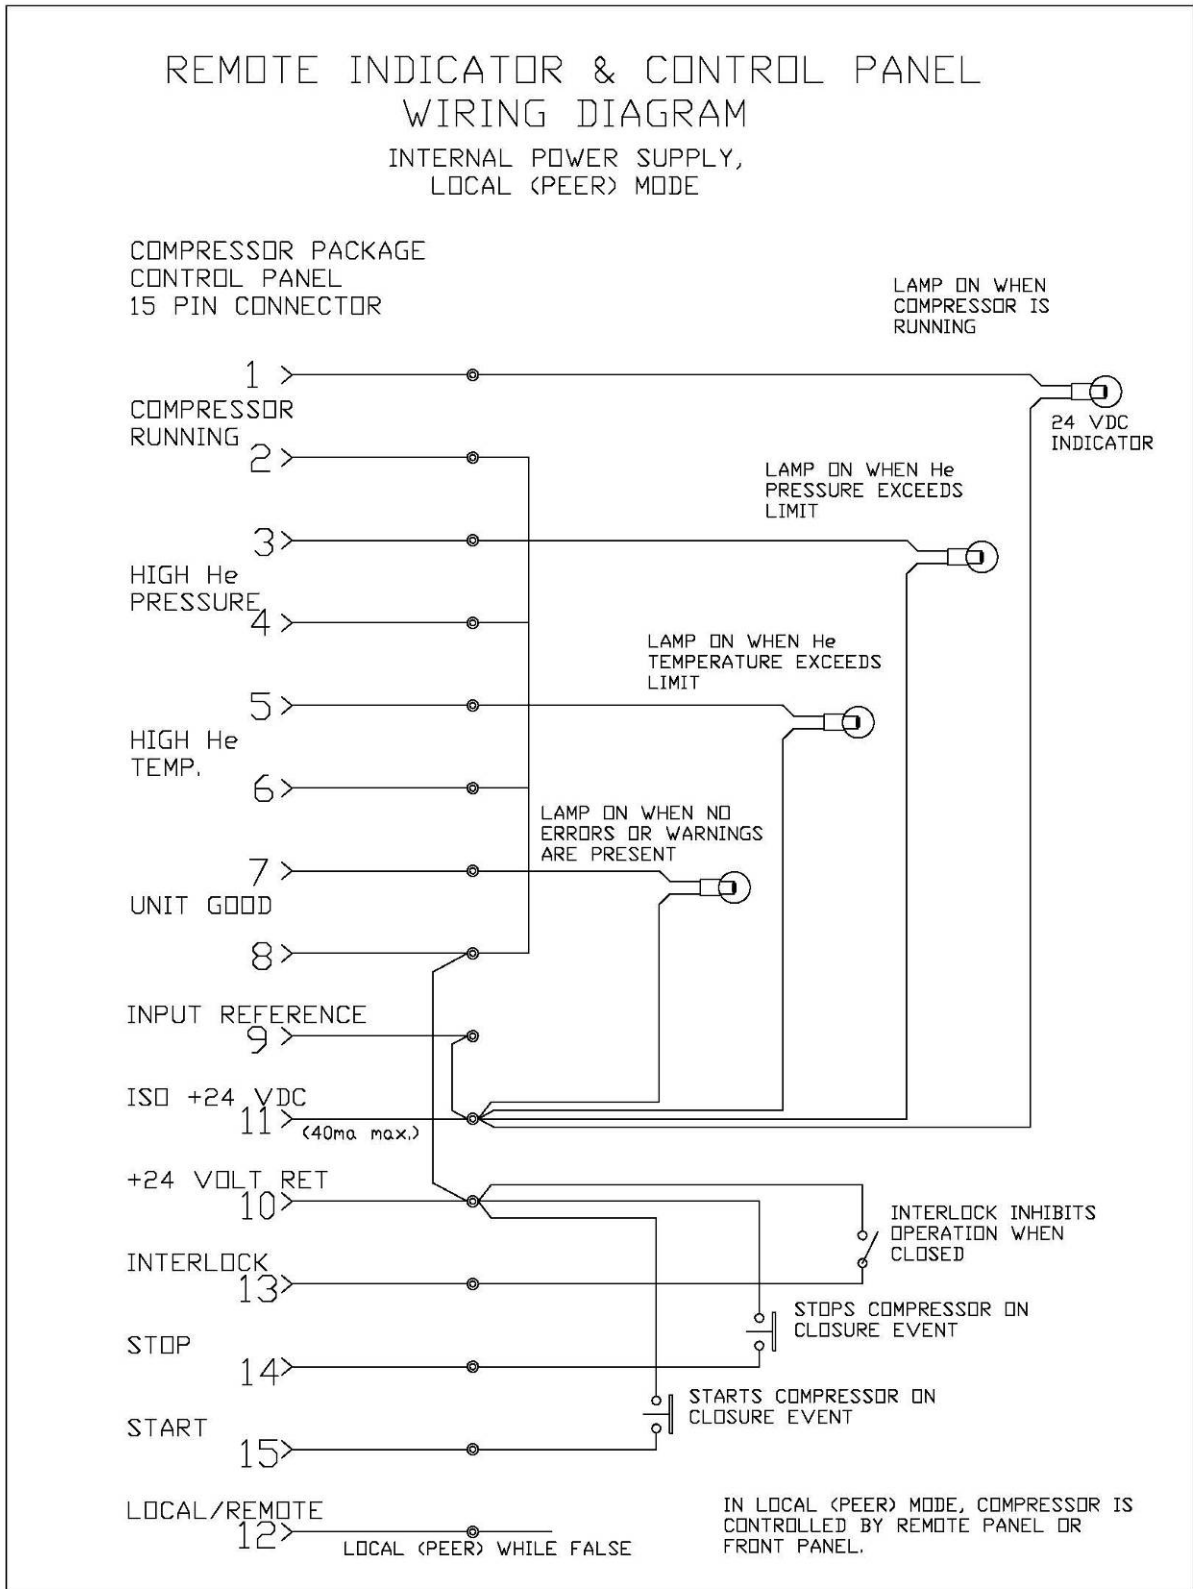 REMOTE INDICATOR & CONTROL PANEL
WIRING DIAGRAM
INTERNAL POWER SUPPLY,
LOCAL (PEER) MODE
COMPRESSOR PACKAGE
CONTROL PANEL
15 PIN CONNECTOR
LAMP ON WHEN
COMPRESSOR IS
RUNNING
1
COMPRESSOR
RUNNING
2
24 VDC
INDICATOR
LAMP ON WHEN He
PRESSURE EXCEEDS
LIMIT
3
HIGH He
PRESSURE
4
LAMP ON WHEN He
TEMPERATURE EXCEEDS
LIMIT
5
HIGH He
TEMP.
6
LAMP ON WHEN NO
ERRORS OR WARNINGS
ARE PRESENT
7
UNIT GOOD
8
INPUT REFERENCE
9
ISO +24 VDC
11
(40ma max.)
+24 VOLT RET
10
INTERLOCK INHIBITS
OPERATION WHEN
CLOSED
INTERLOCK
13
STOPS COMPRESSOR ON
CLOSURE EVENT
STOP
14
STARTS COMPRESSOR ON
CLOSURE EVENT
START
15
LOCAL/REMOTE
12
LOCAL (PEER) WHILE FALSE
IN LOCAL (PEER) MODE, COMPRESSOR IS
CONTROLLED BY REMOTE PANEL OR
FRONT PANEL.